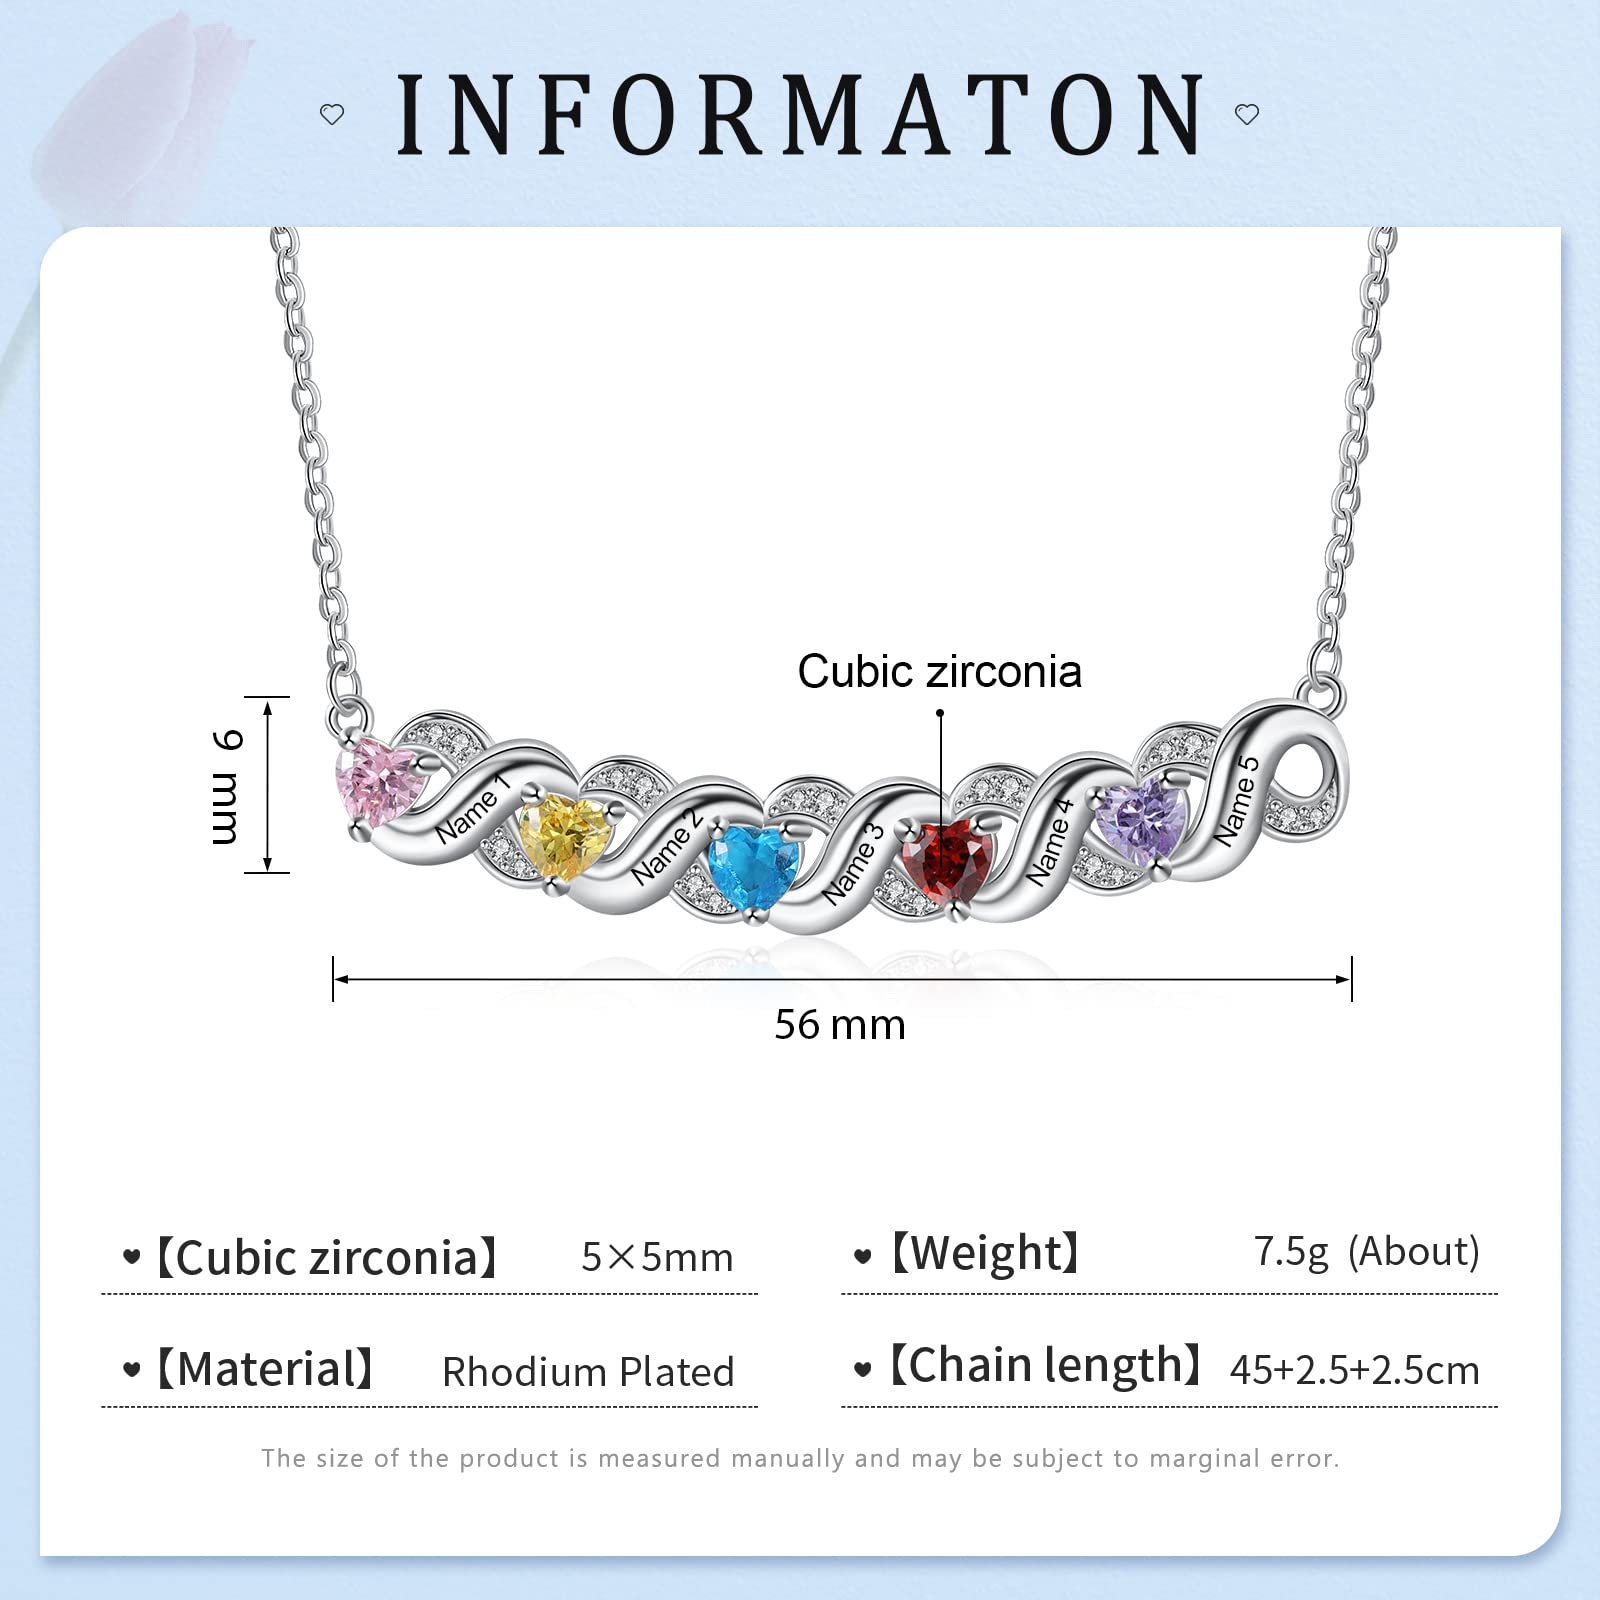 INFORMATON
Cubic zirconia
9 mm
Name 1
Name 2
Name 3
Name 4
Name 5
56 mm
【Cubic zirconia】 5×5mm
【Weight】 7.5g (About)
【Material】 Rhodium Plated
【Chain length】 45+2.5+2.5cm
The size of the product is measured manually and may be subject to marginal error.